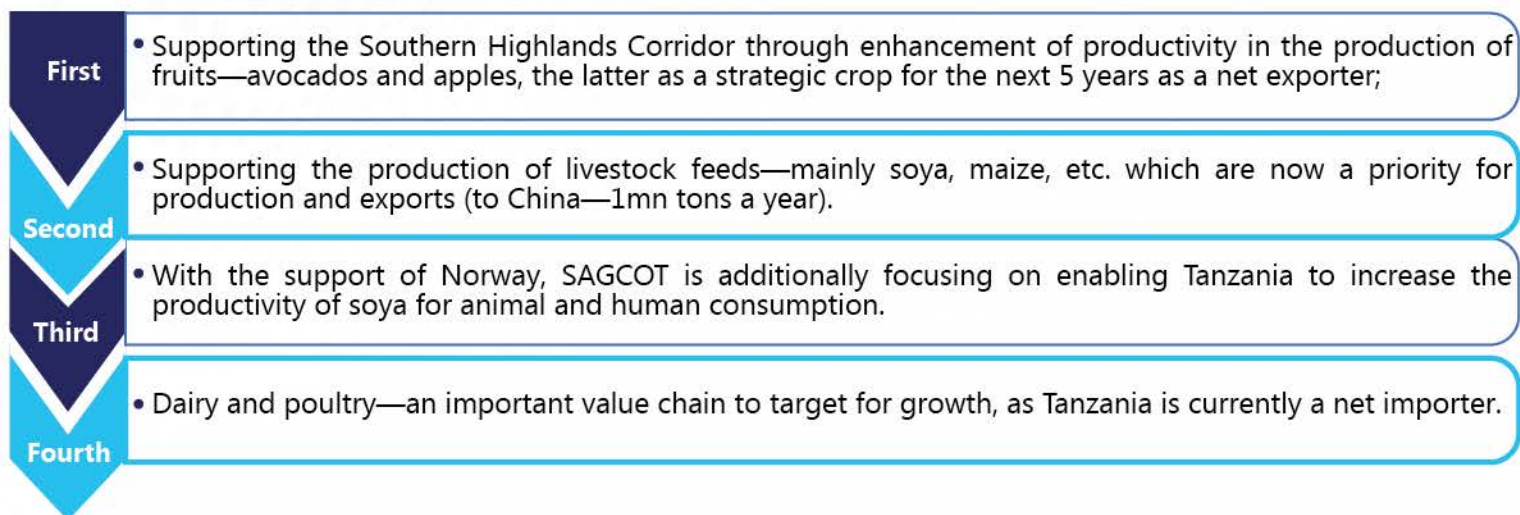 First
• Supporting the Southern Highlands Corridor through enhancement of productivity in the production of
fruits—avocados and apples, the latter as a strategic crop for the next 5 years as a net exporter;
Second
• Supporting the production of livestock feeds—mainly soya, maize, etc. which are now a priority for
production and exports (to China—1mn tons a year).
Third
• With the support of Norway, SAGCOT is additionally focusing on enabling Tanzania to increase the
productivity of soya for animal and human consumption.
Fourth
• Dairy and poultry—an important value chain to target for growth, as Tanzania is currently a net importer.